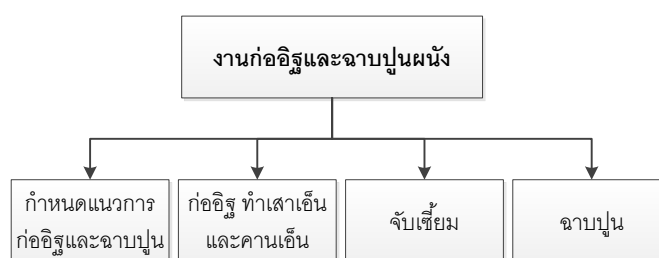 งานก่ออิฐและฉาบปูนผนัง
กำหนดแนวการ
ก่ออิฐและฉาบปูน
ก่ออิฐ ทำเสาเอ็น
และคานเอ็น
จับเซี้ยม
ฉาบปูน